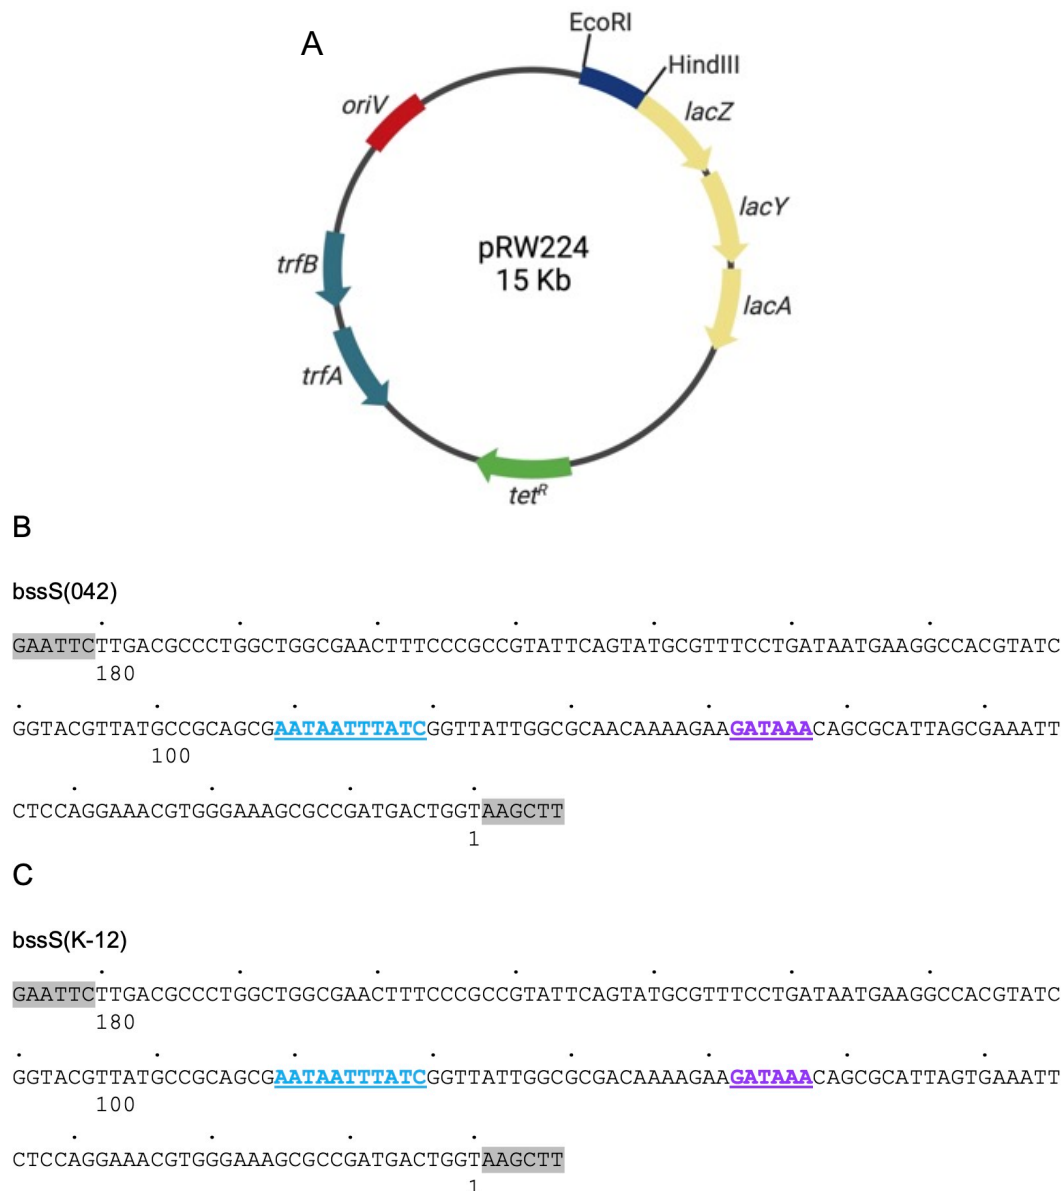 A
EcoRI
HindIII
oriV
lacZ
lacY
pRW224
15 Kb
trfB
lacA
trfA
tetR
B
bssS(042)
GAATTCTTGACGCCCTGGCTGGCGAACTTTCCCGCCGTATTCAGTATGCGTTTCCTGATAATGAAGGCCACGTATC
180
GGTACGTTATGCCGCAGCGAATAATTTATCGGTTATTGGCGCAACAAAAGAAGATAAACAGCGCATTAGCGAAATT
100
CTCCAGGAAACGTGGGAAAGCGCCGATGACTGGTAAGCTT
1
C
bssS(K-12)
GAATTCTTGACGCCCTGGCTGGCGAACTTTCCCGCCGTATTCAGTATGCGTTTCCTGATAATGAAGGCCACGTATC
180
GGTACGTTATGCCGCAGCGAATAATTTATCGGTTATTGGCGCGACAAAAGAAGATAAACAGCGCATTAGTGAAATT
100
CTCCAGGAAACGTGGGAAAGCGCCGATGACTGGTAAGCTT
1